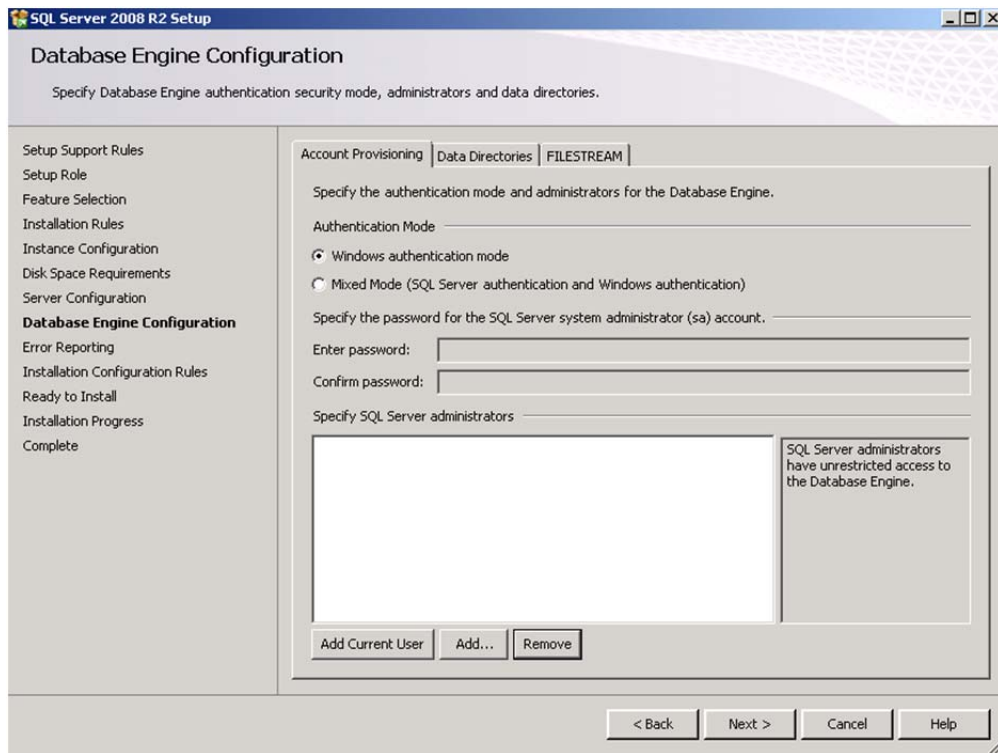 SQL Server 2008 R2 Setup
Database Engine Configuration
Specify Database Engine authentication security mode, administrators and data directories.
Setup Support Rules
Setup Role
Feature Selection
Installation Rules
Instance Configuration
Disk Space Requirements
Server Configuration
Database Engine Configuration
Error Reporting
Installation Configuration Rules
Ready to Install
Installation Progress
Complete
Account Provisioning Data Directories FILESTREAM
Specify the authentication mode and administrators for the Database Engine.
Authentication Mode
Windows authentication mode
Mixed Mode (SQL Server authentication and Windows authentication)
Specify the password for the SQL Server system administrator (sa) account.
Enter password:
Confirm password:
Specify SQL Server administrators
SQL Server administrators
have unrestricted access to
the Database Engine.
Add Current User Add... Remove
< Back Next > Cancel Help